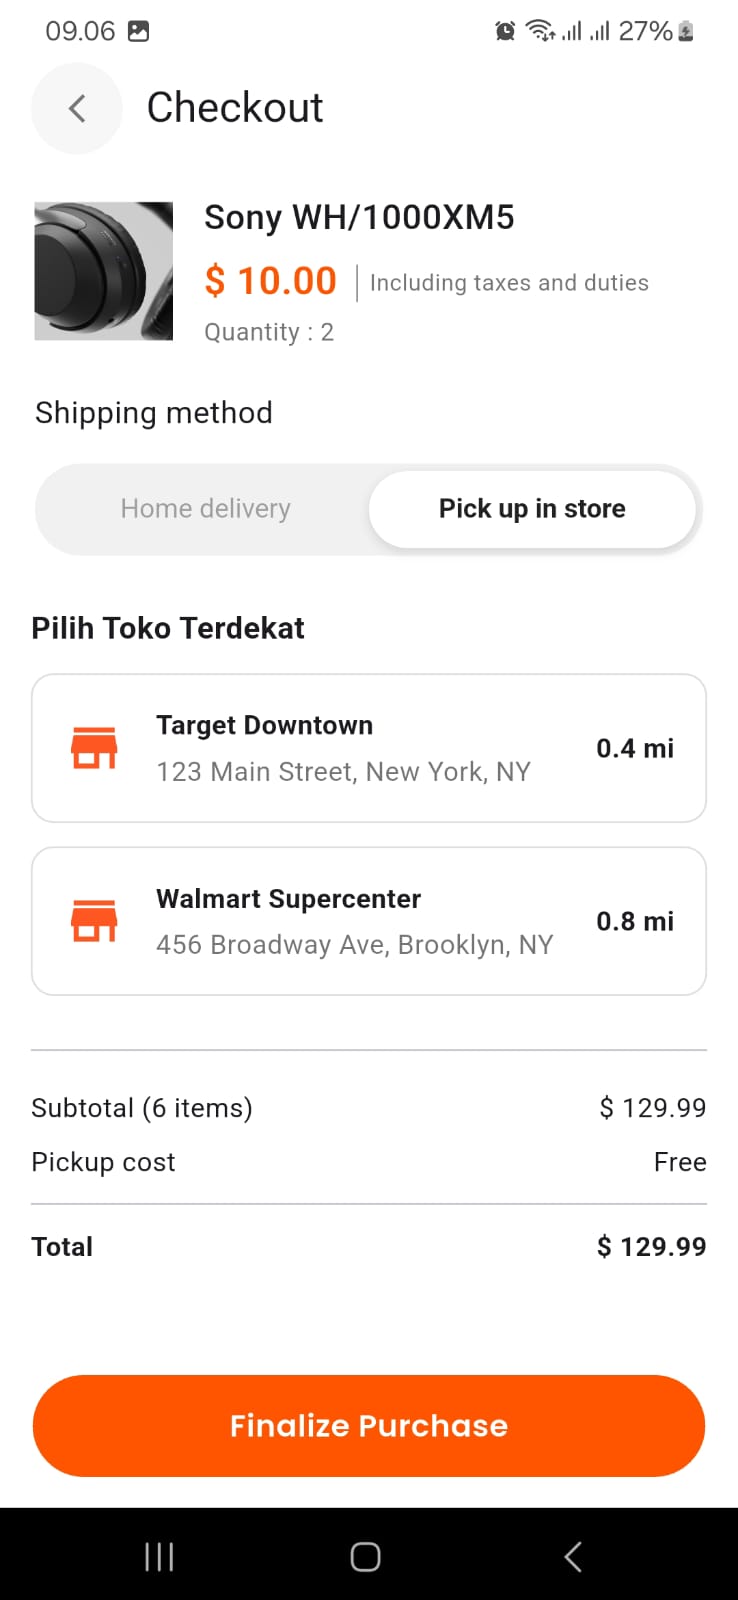 09.06
27%
Checkout
Sony WH/1000XM5
$ 10.00
Including taxes and duties
Quantity : 2
Shipping method
Home delivery
Pick up in store
Pilih Toko Terdekat
Target Downtown
123 Main Street, New York, NY
0.4 mi
Walmart Supercenter
456 Broadway Ave, Brooklyn, NY
0.8 mi
Subtotal (6 items) $ 129.99
Pickup cost Free
Total $ 129.99
Finalize Purchase